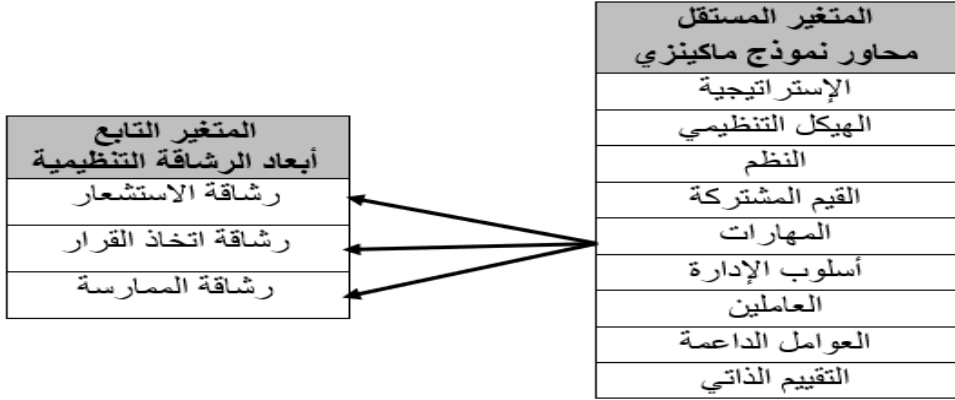 المتغير المستقل
محاور نموذج ماكينزي
الإستراتيجية
الهيكل التنظيمي
النظم
القيم المشتركة
المهارات
أسلوب الإدارة
العاملين
العوامل الداعمة
التقييم الذاتي
المتغير التابع
أبعاد الرشاقة التنظيمية
رشاقة الاستشعار
رشاقة اتخاذ القرار
رشاقة الممارسة